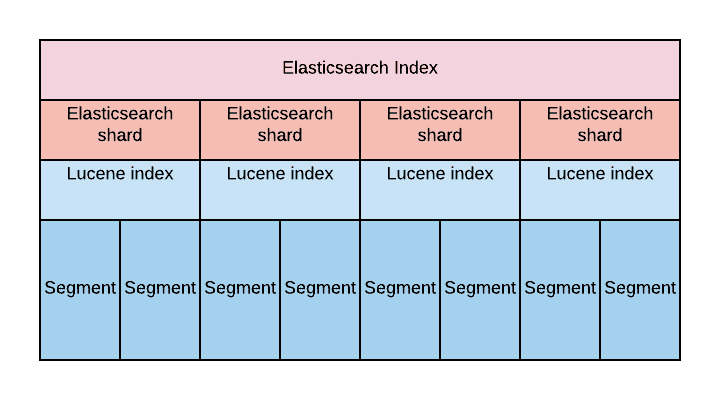 Elasticsearch Index
Elasticsearch
shard
Elasticsearch
shard
Elasticsearch
shard
Elasticsearch
shard
Lucene index
Lucene index
Lucene index
Lucene index
Segment
Segment
Segment
Segment
Segment
Segment
Segment
Segment